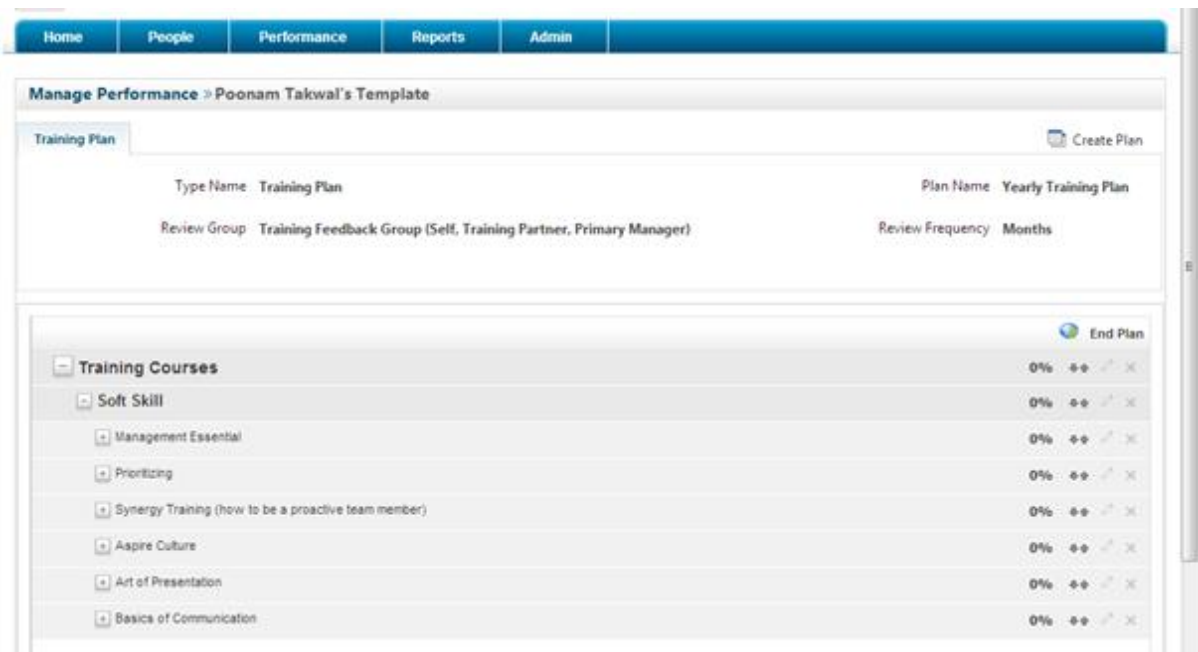 Home People Performance Reports Admin
Manage Performance » Poonam Takwal's Template
Training Plan Create Plan
Type Name Training Plan Plan Name Yearly Training Plan
Review Group Training Feedback Group (Self, Training Partner, Primary Manager) Review Frequency Months
End Plan
Training Courses 0%
Soft Skill 0%
Management Essential 0%
Prioritizing 0%
Synergy Training (how to be a proactive team member) 0%
Aspire Culture 0%
Art of Presentation 0%
Basics of Communication 0%